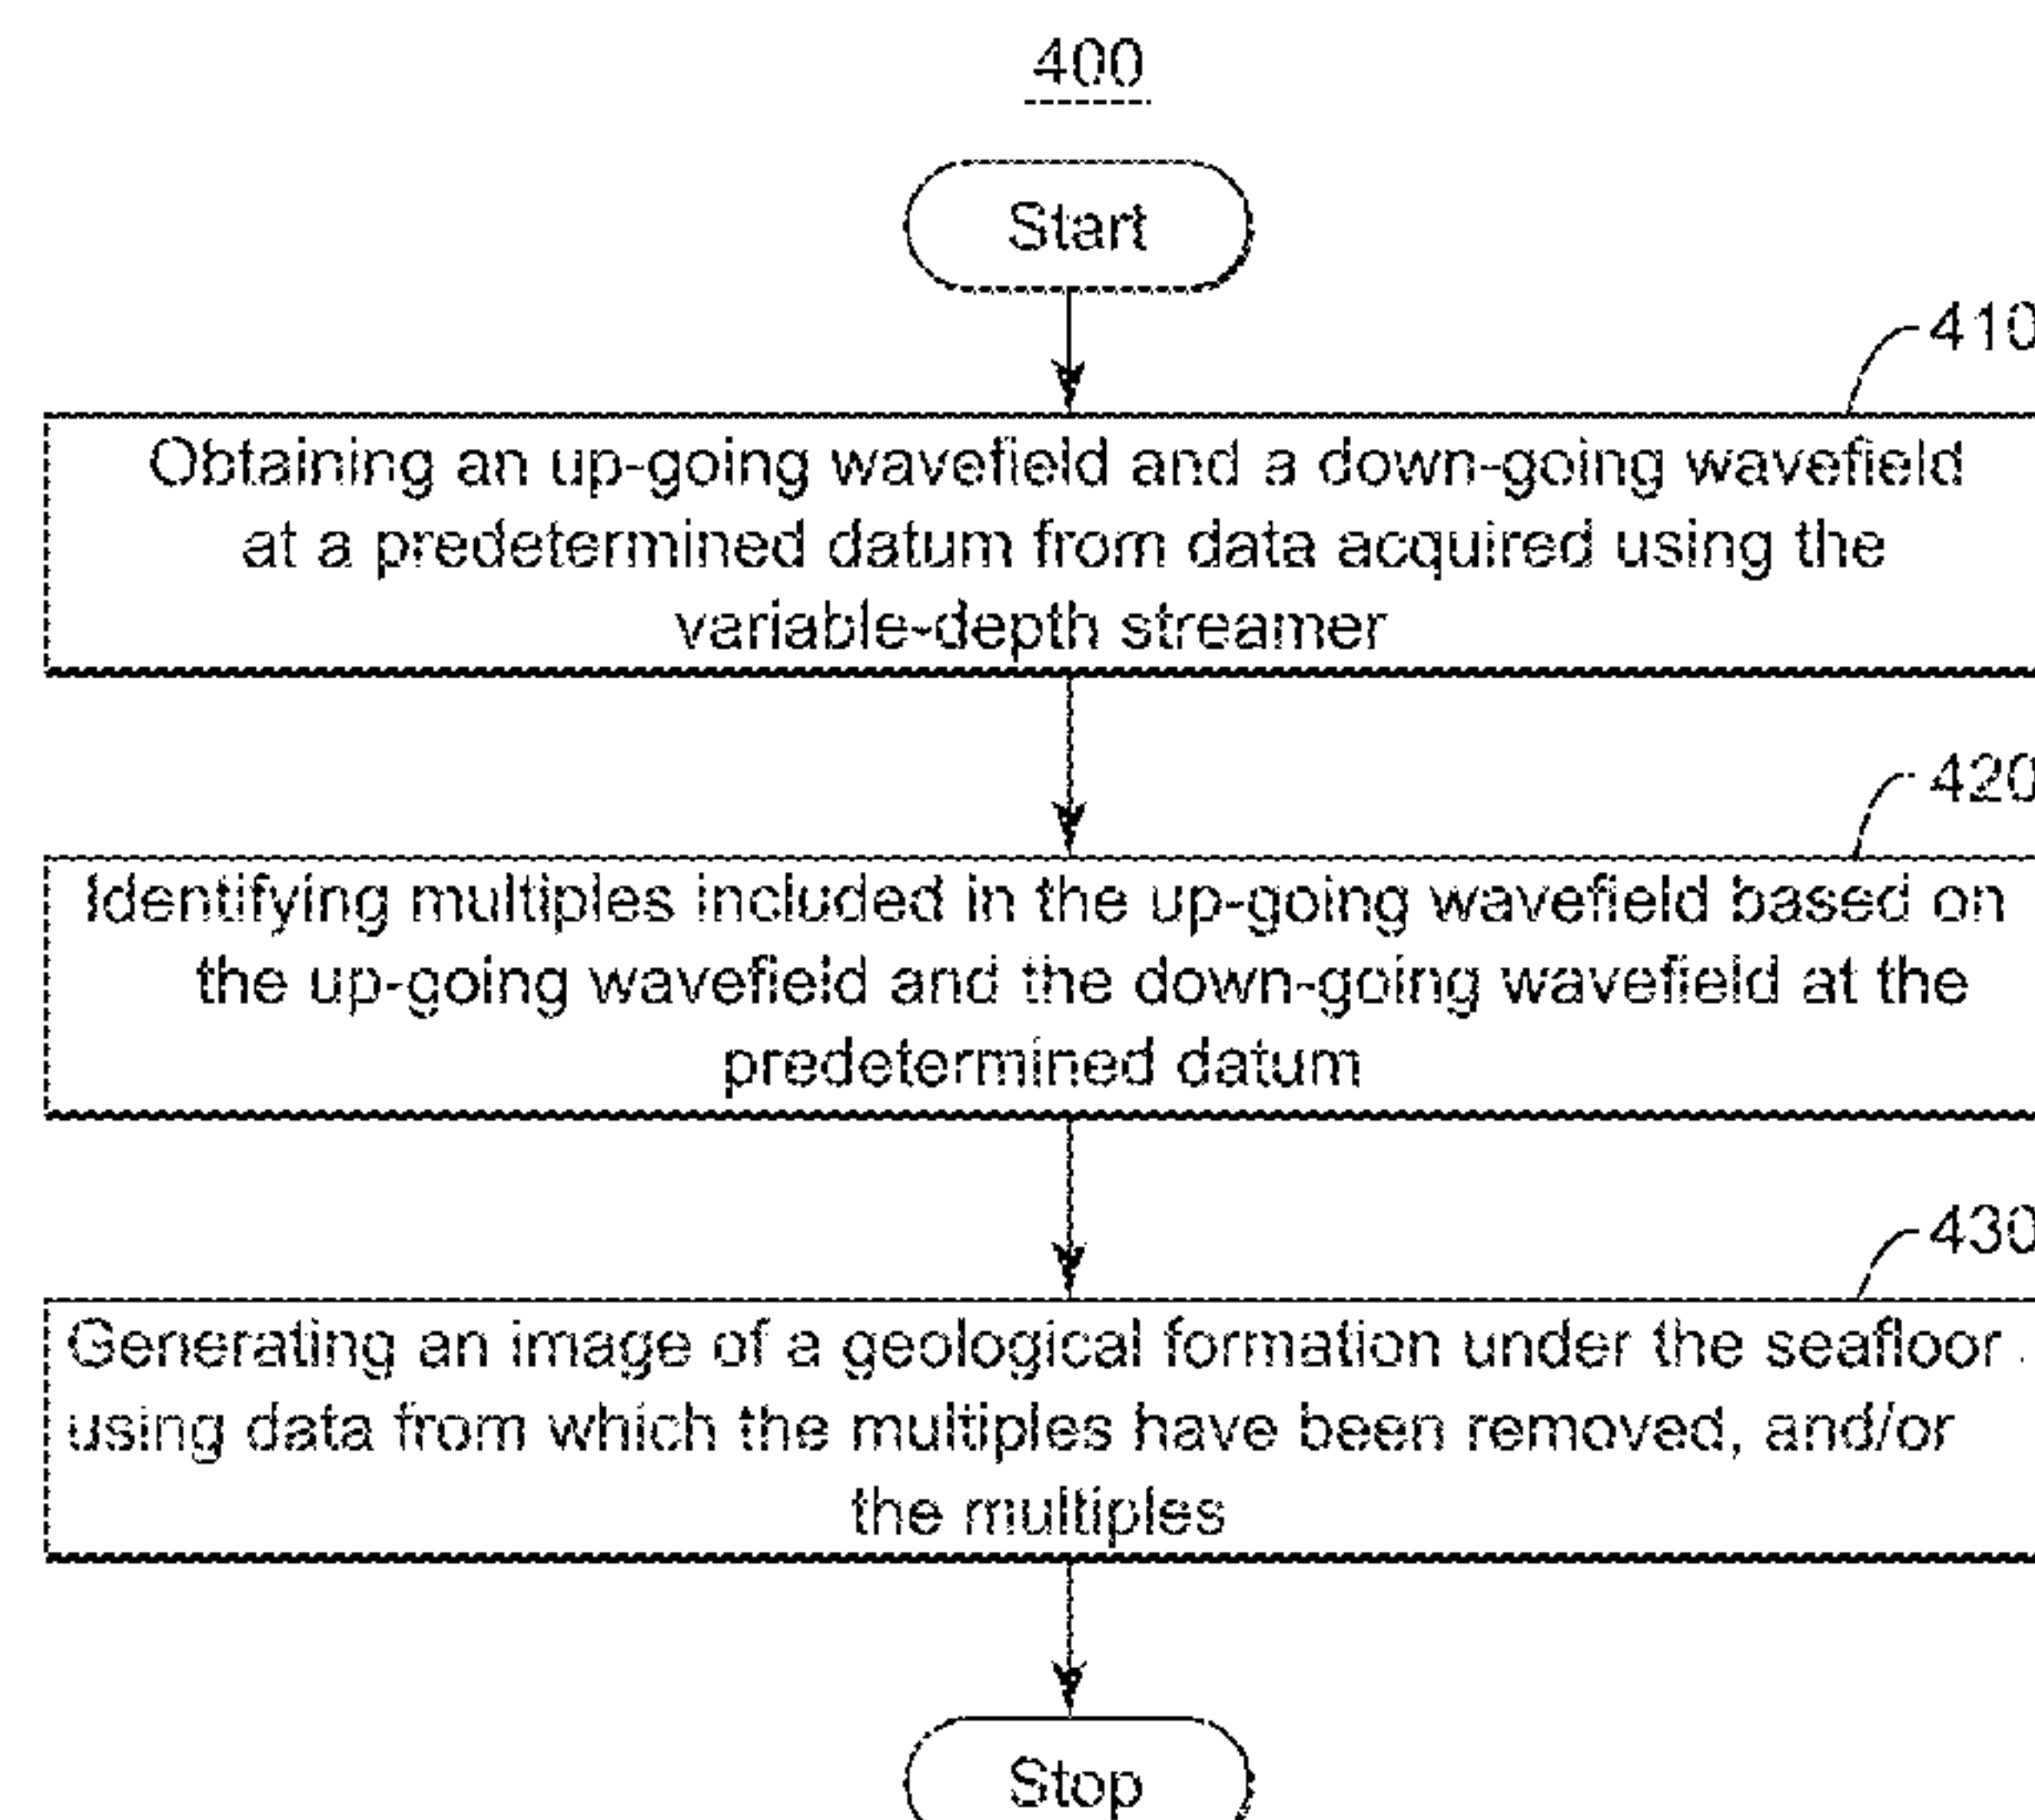 400
Start
410
Obtaining an up-going wavefield and a down-going wavefield
at a predetermined datum from data acquired using the
variable-depth streamer
420
Identifying multiples included in the up-going wavefield based on
the up-going wavefield and the down-going wavefield at the
predetermined datum
430
Generating an image of a geological formation under the seafloor
using data from which the multiples have been removed, and/or
the multiples
Stop